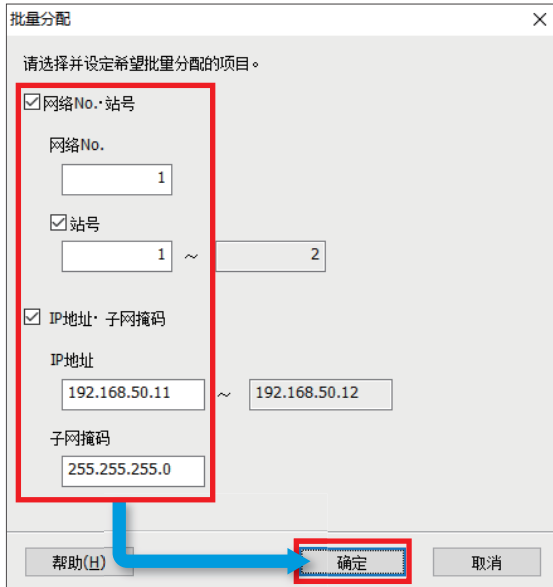 批量分配
请选择并设定希望批量分配的项目。
网络No.·站号
网络No.
1
站号
1 ～ 2
IP地址· 子网掩码
IP地址
192.168.50.11 ～ 192.168.50.12
子网掩码
255.255.255.0
帮助(H) 确定 取消